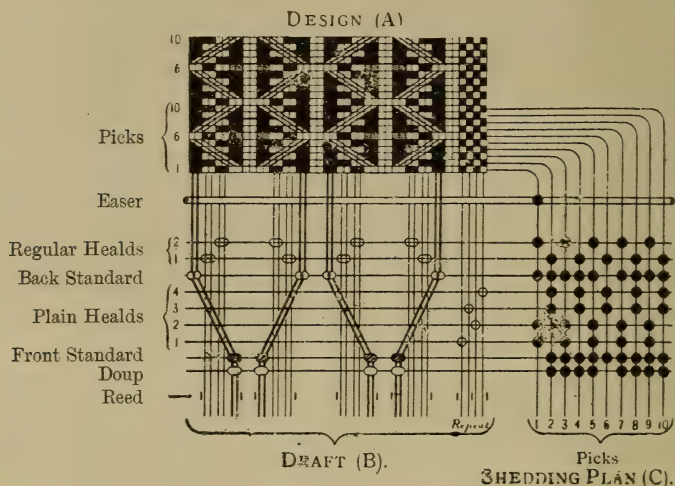 DESIGN (A)
10
6
10
6
1
Picks
Easer
Regular Healds
2
1
Back Standard
Plain Healds
4
3
2
1
Front Standard
Doup
Reed
Repeat
1 2 3 4 5 6 7 8 9 10
DRAFT (B).
Picks
SHEDDING PLAN (C).